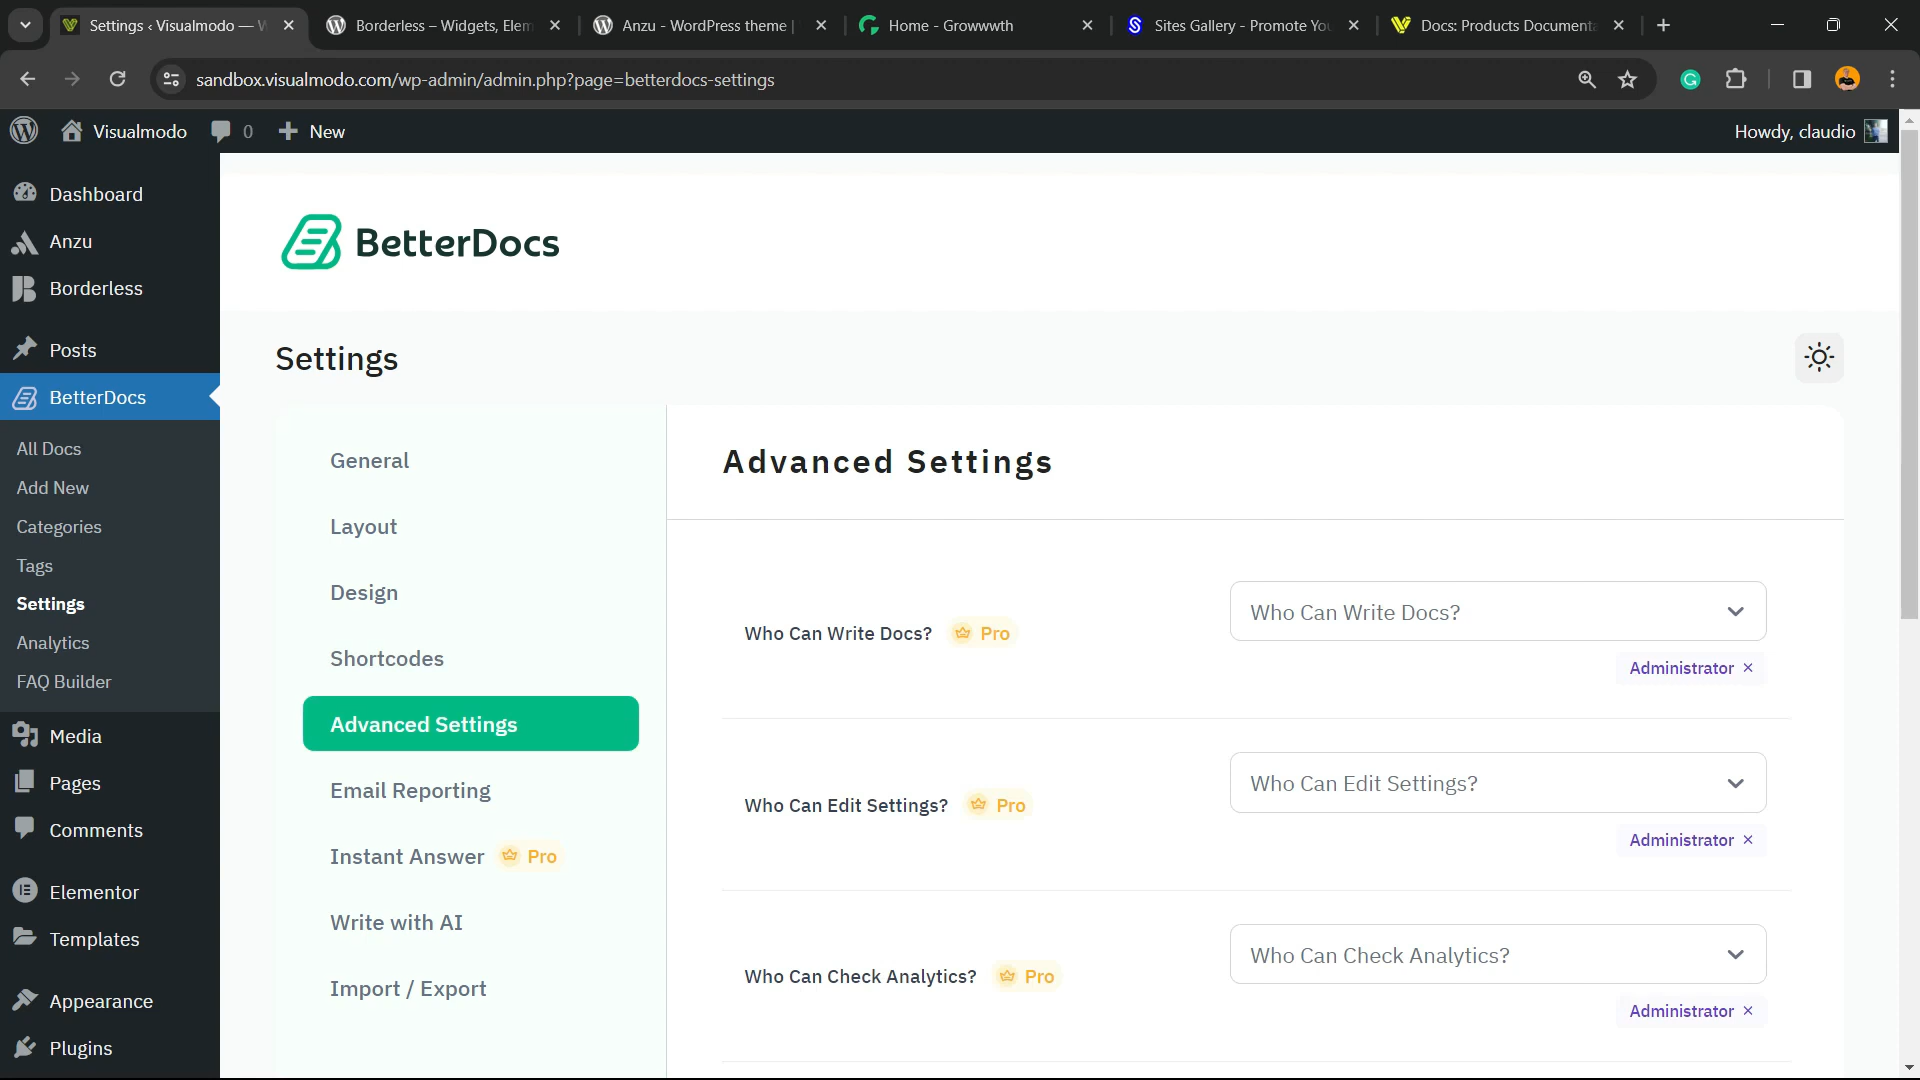 Settings ‹ Visualmodo — W
Borderless – Widgets, Elem
Anzu - WordPress theme |
Home - Growwwth
Sites Gallery - Promote Yo
Docs: Products Documenta
sandbox.visualmodo.com/wp-admin/admin.php?page=betterdocs-settings
Visualmodo
0
New
Howdy, claudio
Dashboard
Anzu
Borderless
Posts
BetterDocs
All Docs
Add New
Categories
Tags
Settings
Analytics
FAQ Builder
Media
Pages
Comments
Elementor
Templates
Appearance
Plugins
BetterDocs
Settings
General
Layout
Design
Shortcodes
Advanced Settings
Email Reporting
Instant Answer Pro
Write with AI
Import / Export
Advanced Settings
Who Can Write Docs? Pro
Who Can Write Docs?
Administrator ×
Who Can Edit Settings? Pro
Who Can Edit Settings?
Administrator ×
Who Can Check Analytics? Pro
Who Can Check Analytics?
Administrator ×